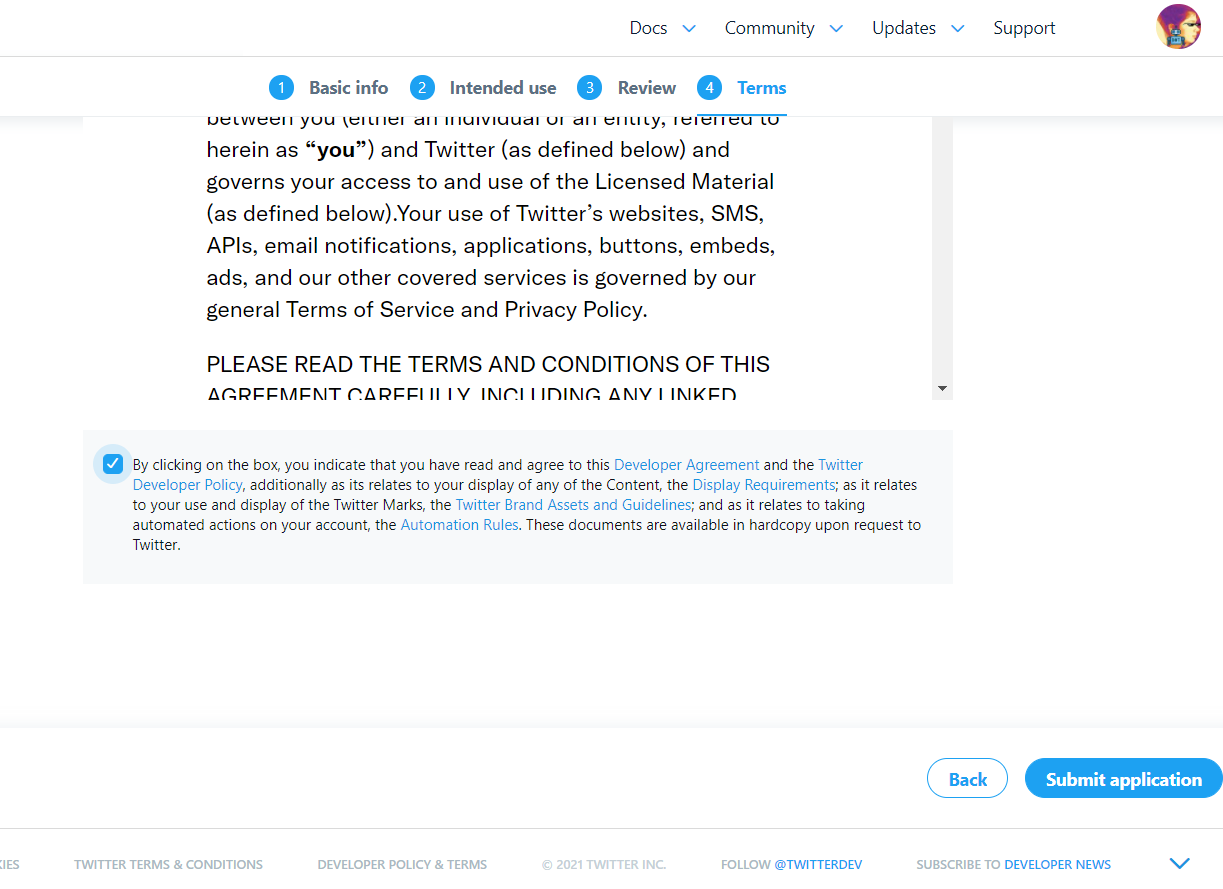 Docs Community Updates Support
1 Basic info 2 Intended use 3 Review 4 Terms
between you (either an individual or an entity, referred to
herein as “you”) and Twitter (as defined below) and
governs your access to and use of the Licensed Material
(as defined below).Your use of Twitter’s websites, SMS,
APIs, email notifications, applications, buttons, embeds,
ads, and our other covered services is governed by our
general Terms of Service and Privacy Policy.
PLEASE READ THE TERMS AND CONDITIONS OF THIS
AGREEMENT CAREFULLY, INCLUDING ANY LINKED
By clicking on the box, you indicate that you have read and agree to this Developer Agreement and the Twitter
Developer Policy, additionally as its relates to your display of any of the Content, the Display Requirements; as it relates
to your use and display of the Twitter Marks, the Twitter Brand Assets and Guidelines; and as it relates to taking
automated actions on your account, the Automation Rules. These documents are available in hardcopy upon request to
Twitter.
Back Submit application
TWITTER TERMS & CONDITIONS DEVELOPER POLICY & TERMS © 2021 TWITTER INC. FOLLOW @TWITTERDEV SUBSCRIBE TO DEVELOPER NEWS